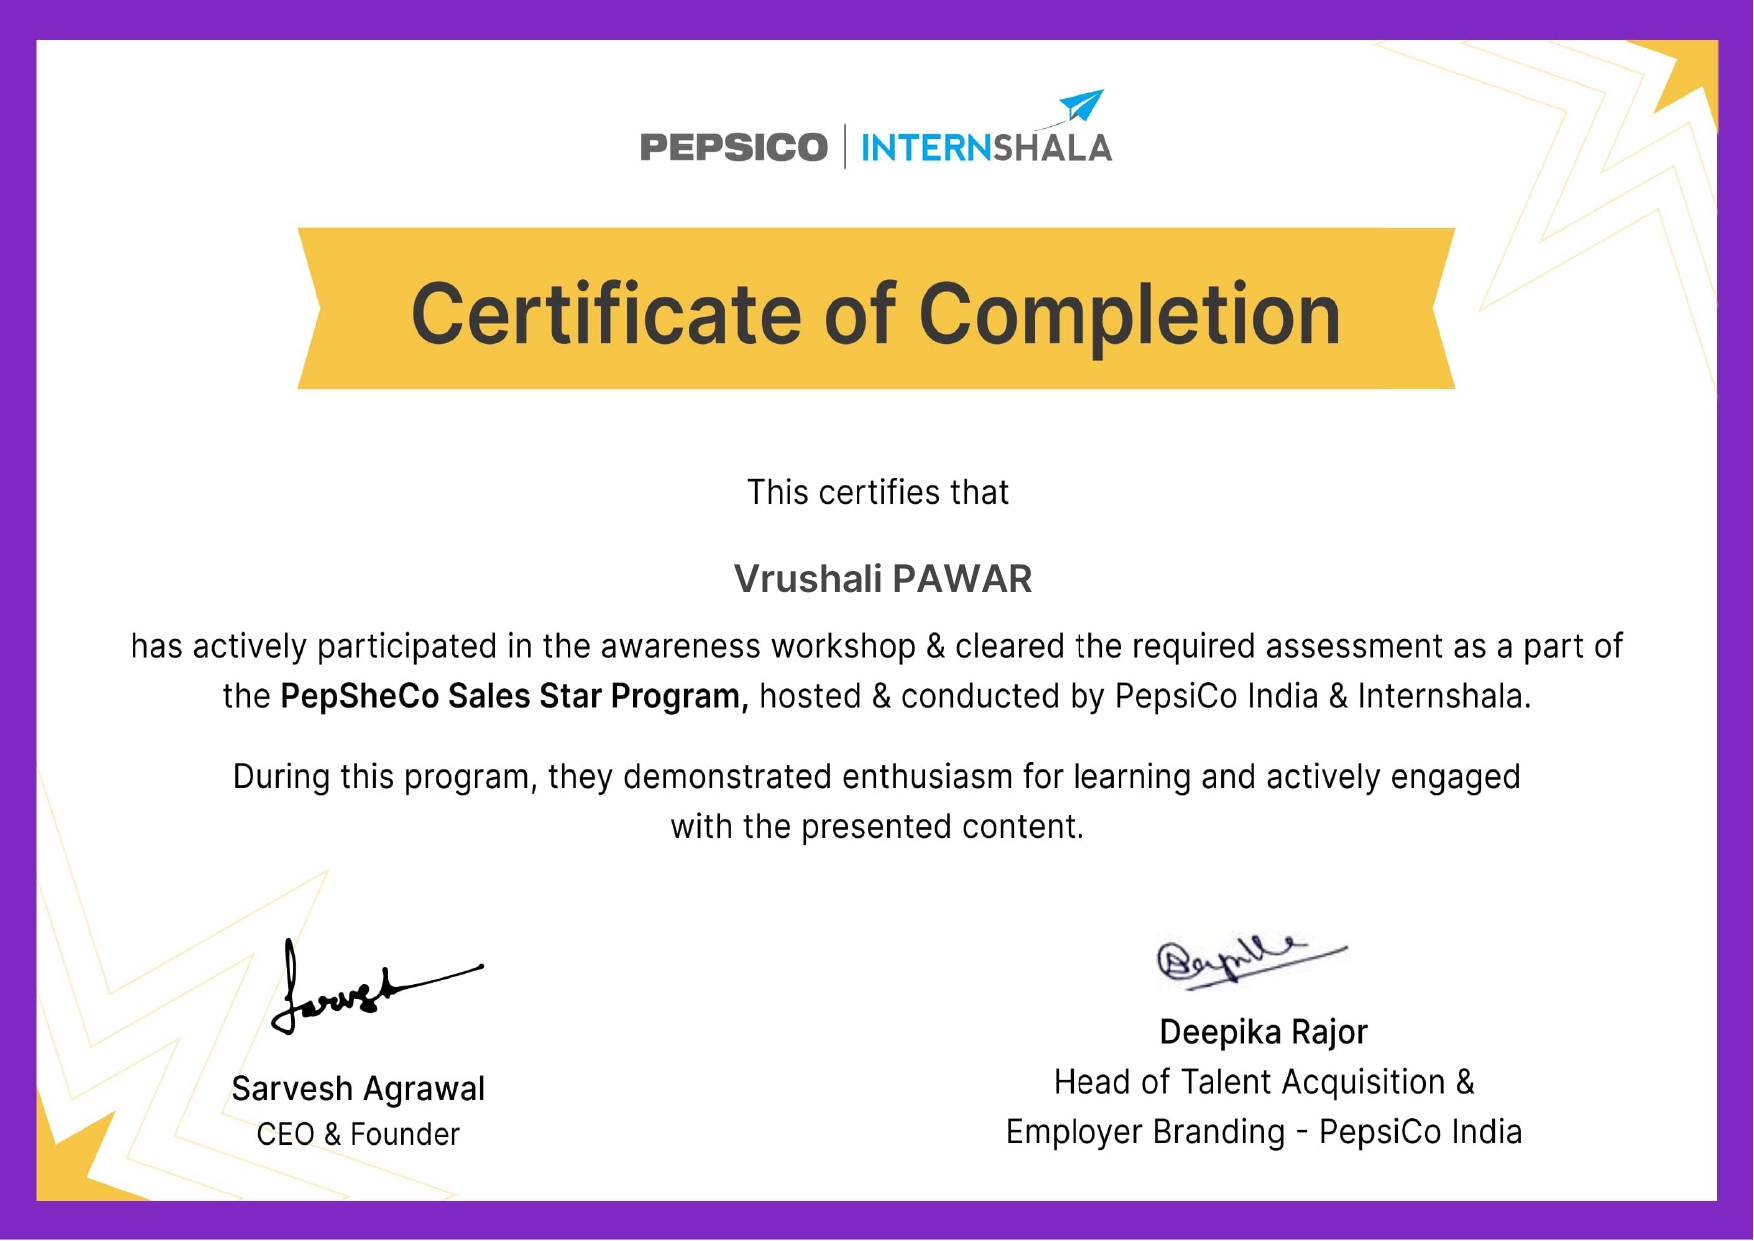 PEPSICO | INTERNSHALA
Certificate of Completion
This certifies that
Vrushali PAWAR
has actively participated in the awareness workshop & cleared the required assessment as a part of
the PepSheCo Sales Star Program, hosted & conducted by PepsiCo India & Internshala.
During this program, they demonstrated enthusiasm for learning and actively engaged
with the presented content.
Sarvesh Agrawal
CEO & Founder
Deepika Rajor
Head of Talent Acquisition &
Employer Branding - PepsiCo India